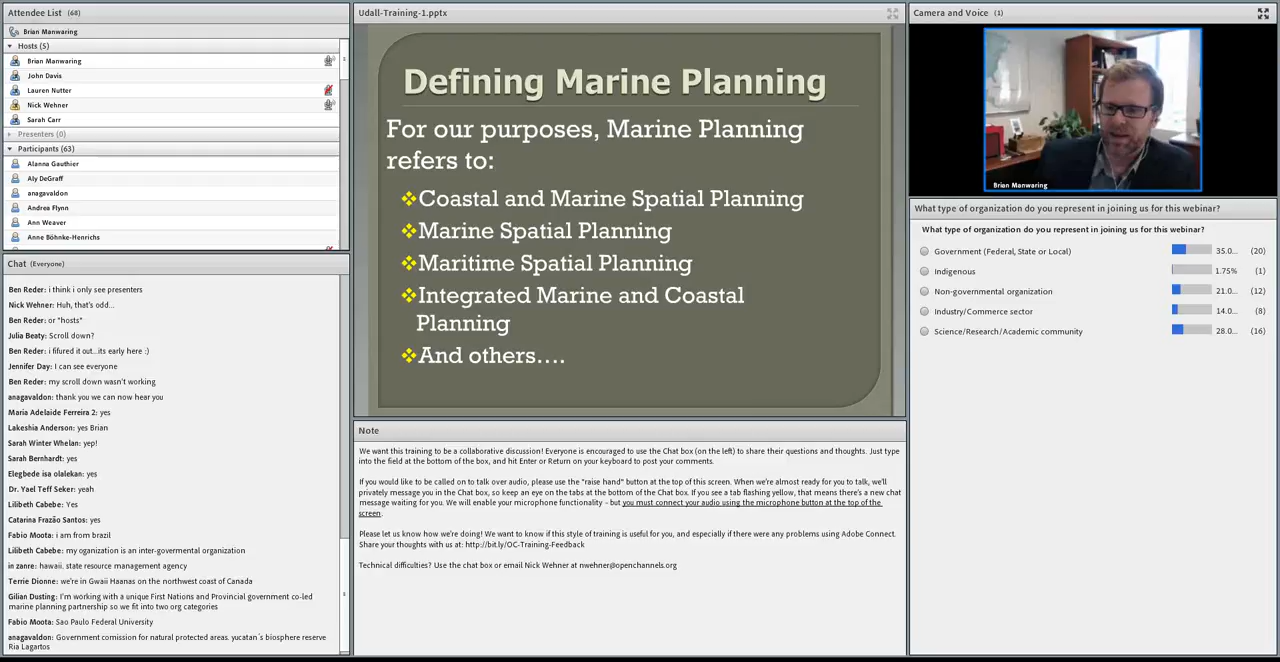 Attendee List (68)
Brian Manwaring
Hosts (5)
Brian Manwaring
John Davis
Lauren Nutter
Nick Wehner
Sarah Carr
Presenters (0)
Participants (63)
Alanna Gauthier
Aly DeGraff
anagavaldon
Andrea Flynn
Ann Weaver
Anne Böhnke-Henrichs
Chat (Everyone)
Ben Reder: i think i only see presenters
Nick Wehner: Huh, that's odd...
Ben Reder: or "hosts"
Julia Beaty: Scroll down?
Ben Reder: i fifured it out...its early here :)
Jennifer Day: I can see everyone
Ben Reder: my scroll down wasn't working
anagavaldon: thank you we can now hear you
Maria Adelaide Ferreira 2: yes
Lakeshia Anderson: yes Brian
Sarah Winter Whelan: yep!
Sarah Bernhardt: yes
Elegbede isa olalekan: yes
Dr. Yael Teff Seker: yeah
Lilibeth Cabebe: Yes
Catarina Frazão Santos: yes
Fabio Moota: i am from brazil
Lilibeth Cabebe: my oganization is an inter-govermental organization
in zanre: hawaii. state resource management agency
Terrie Dionne: we're in Gwaii Haanas on the northwest coast of Canada
Gilian Dusting: I'm working with a unique First Nations and Provincial government co-led
marine planning partnership so we fit into two org categories
Fabio Moota: Sao Paulo Federal University
anagavaldon: Government comission for natural protected areas. yucatan´s biosphere reserve
Ria Lagartos
Udall-Training-1.pptx
Defining Marine Planning
For our purposes, Marine Planning
refers to:
❖Coastal and Marine Spatial Planning
❖Marine Spatial Planning
❖Maritime Spatial Planning
❖Integrated Marine and Coastal
Planning
❖And others….
Note
We want this training to be a collaborative discussion! Everyone is encouraged to use the Chat box (on the left) to share their questions and thoughts. Just type
into the field at the bottom of the box, and hit Enter or Return on your keyboard to post your comments.
If you would like to be called on to talk over audio, please use the "raise hand" button at the top of this screen. When we're almost ready for you to talk, we'll
privately message you in the Chat box, so keep an eye on the tabs at the bottom of the Chat box. If you see a tab flashing yellow, that means there's a new chat
message waiting for you. We will enable your microphone functionality - but you must connect your audio using the microphone button at the top of the
screen.
Please let us know how we're doing! We want to know if this style of training is useful for you, and especially if there were any problems using Adobe Connect.
Share your thoughts with us at: http://bit.ly/OC-Training-Feedback
Technical difficulties? Use the chat box or email Nick Wehner at nwehner@openchannels.org
Camera and Voice (1)
Brian Manwaring
What type of organization do you represent in joining us for this webinar?
What type of organization do you represent in joining us for this webinar?
Government (Federal, State or Local) 35.0... (20)
Indigenous 1.75% (1)
Non-governmental organization 21.0... (12)
Industry/Commerce sector 14.0... (8)
Science/Research/Academic community 28.0... (16)